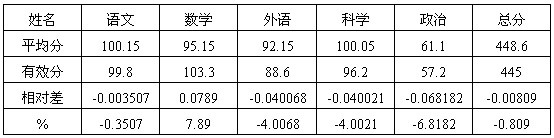 姓名 语文 数学 外语 科学 政治 总分
平均分 100.15 95.15 92.15 100.05 61.1 448.6
有效分 99.8 103.3 88.6 96.2 57.2 445
相对差 -0.003507 0.0789 -0.040068 -0.040021 -0.068182 -0.00809
% -0.3507 7.89 -4.0068 -4.0021 -6.8182 -0.809